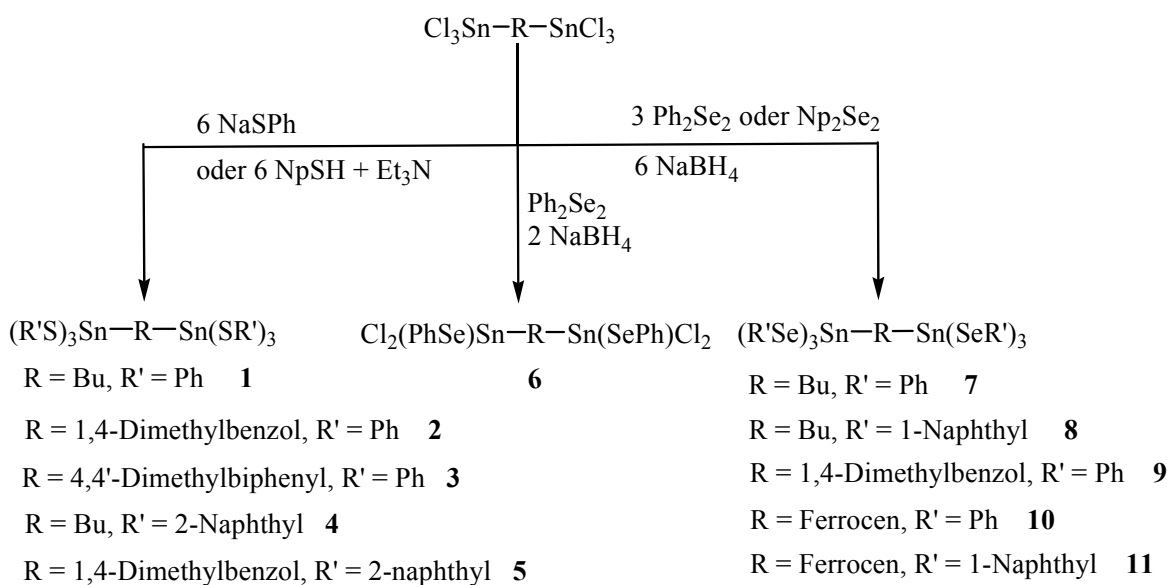 Cl₃Sn−R−SnCl₃
6 NaSPh
oder 6 NpSH + Et₃N
Ph₂Se₂
2 NaBH₄
3 Ph₂Se₂ oder Np₂Se₂
6 NaBH₄
(R'S)₃Sn−R−Sn(SR')₃
R = Bu, R' = Ph 1
R = 1,4-Dimethylbenzol, R' = Ph 2
R = 4,4'-Dimethylbiphenyl, R' = Ph 3
R = Bu, R' = 2-Naphthyl 4
R = 1,4-Dimethylbenzol, R' = 2-naphthyl 5
Cl₂(PhSe)Sn−R−Sn(SePh)Cl₂
6
(R'Se)₃Sn−R−Sn(SeR')₃
R = Bu, R' = Ph 7
R = Bu, R' = 1-Naphthyl 8
R = 1,4-Dimethylbenzol, R' = Ph 9
R = Ferrocen, R' = Ph 10
R = Ferrocen, R' = 1-Naphthyl 11